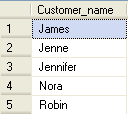 Customer_name
1 James
2 Jenne
3 Jennifer
4 Nora
5 Robin